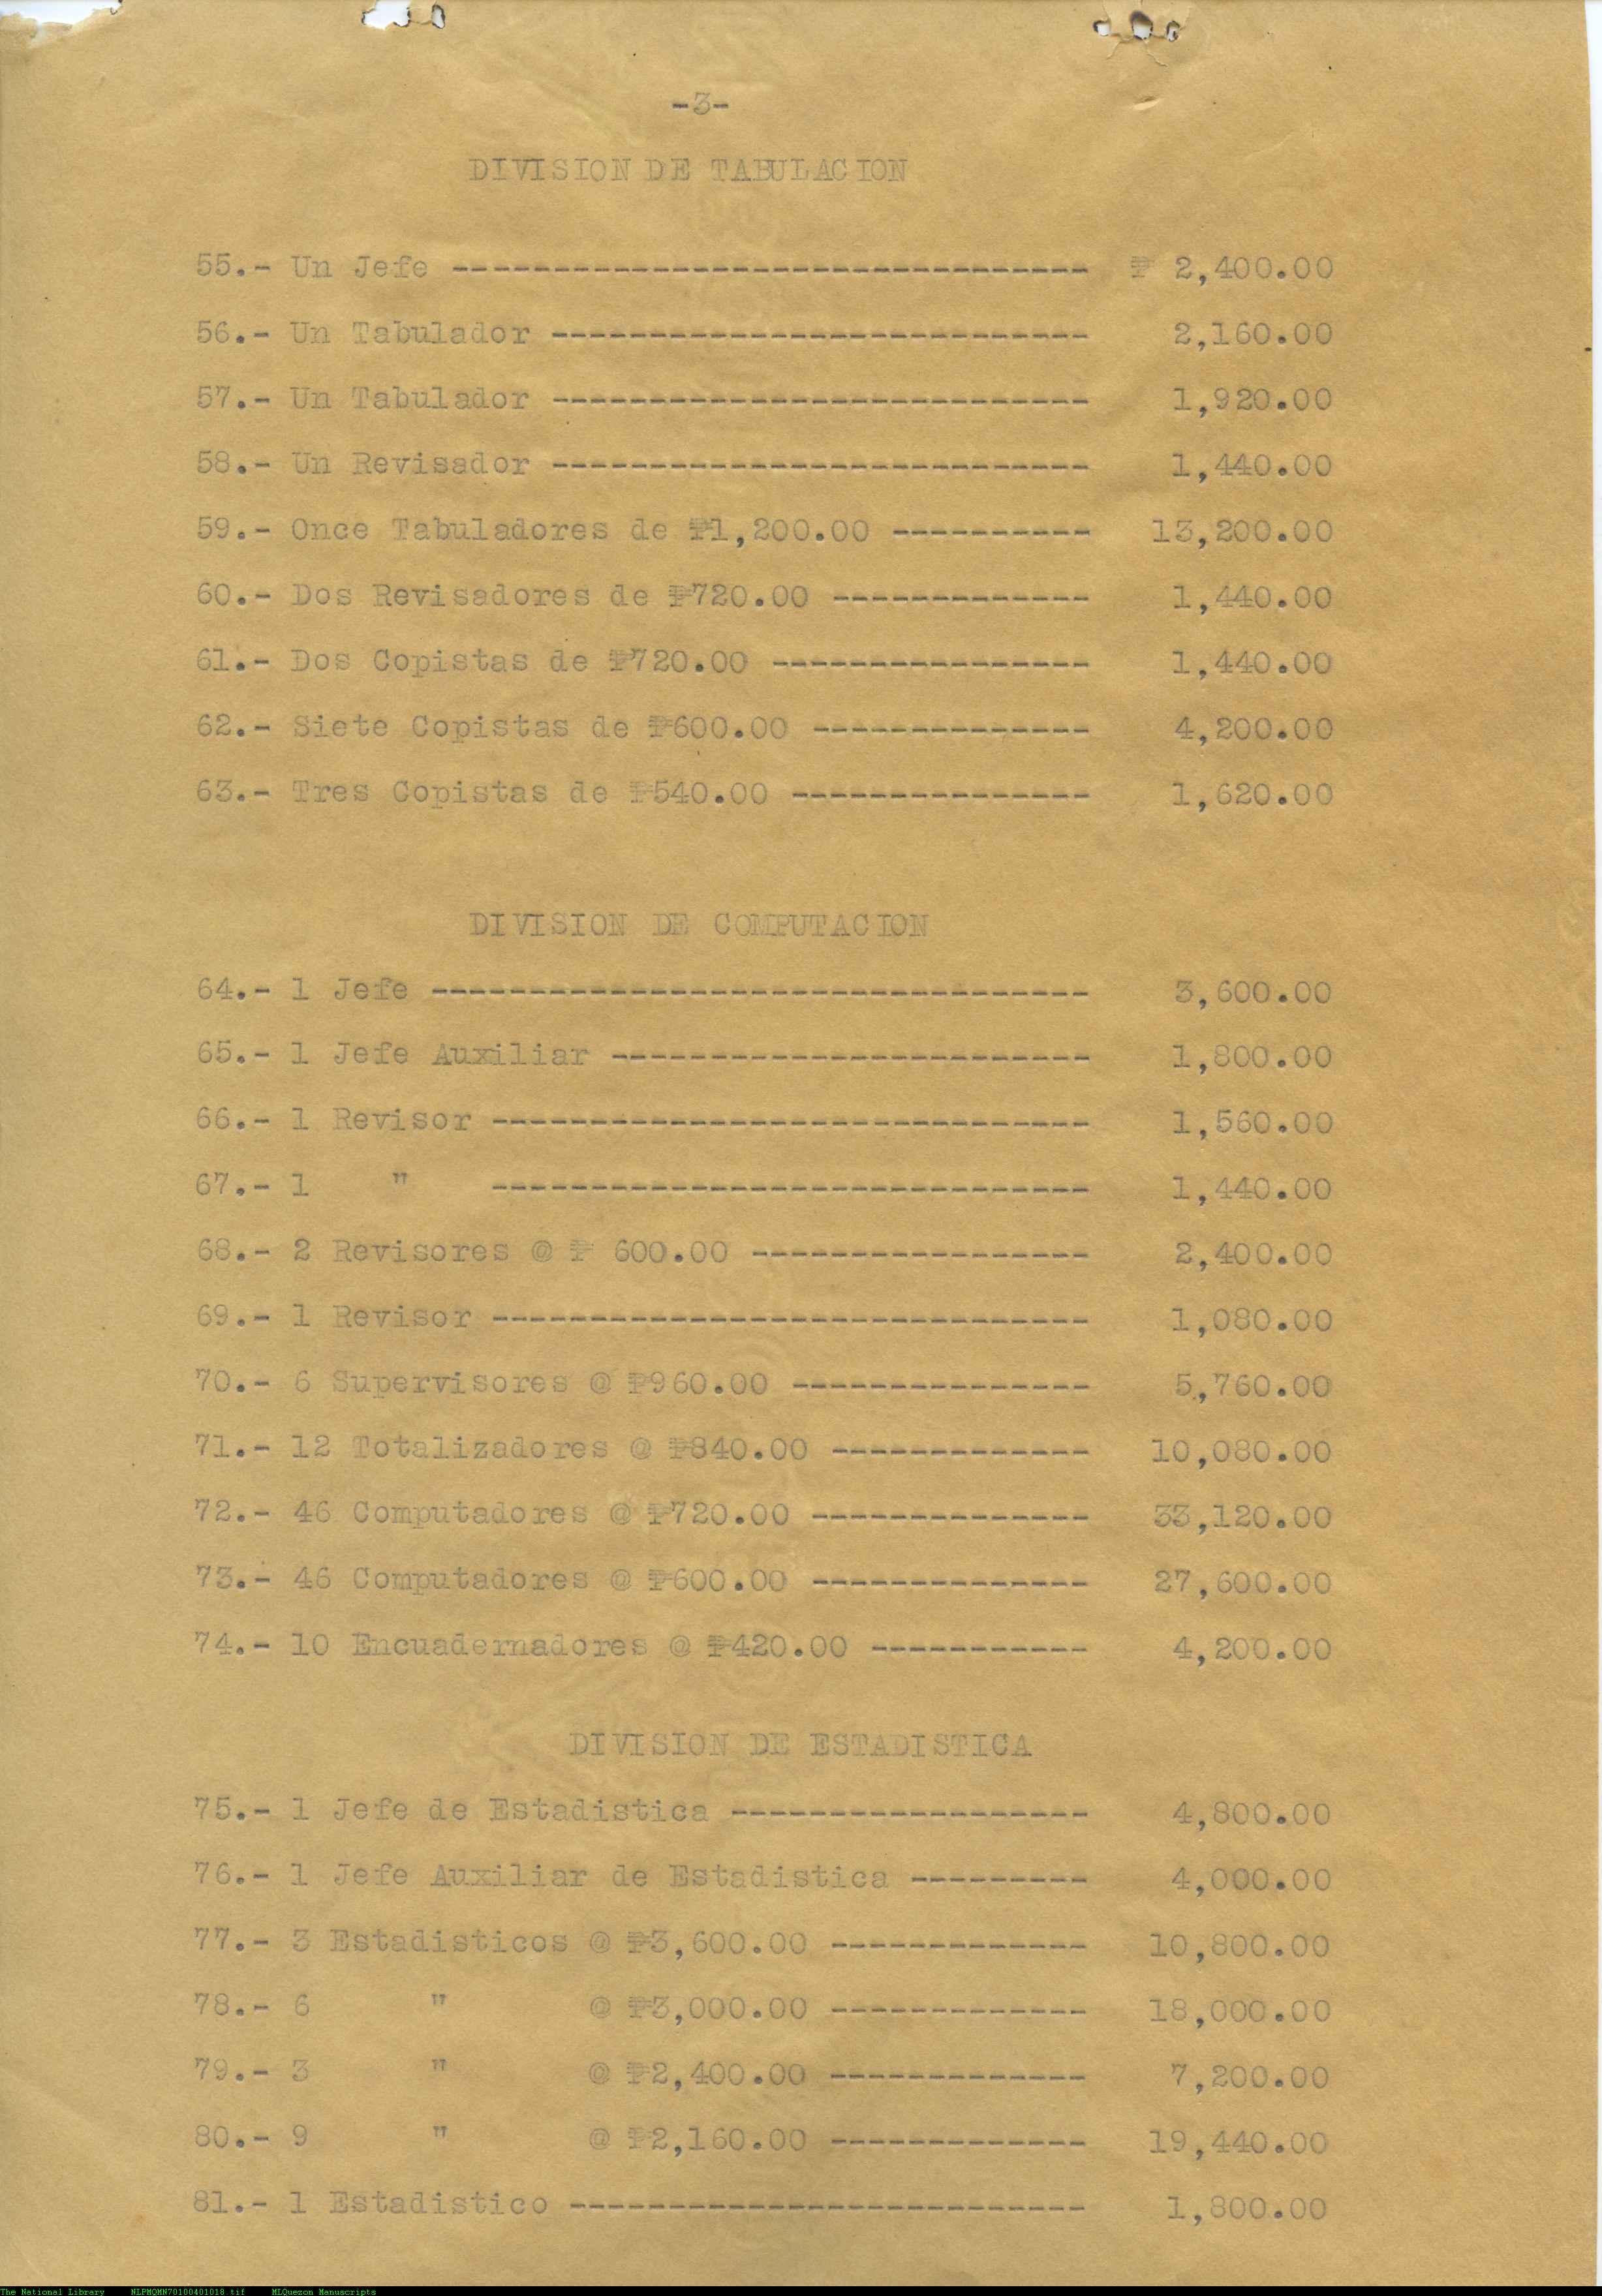 -3-
DIVISION DE TABULACION
55.- Un Jefe -------------------------------- ₱ 2,400.00
56.- Un Tabulador --------------------------- 2,160.00
57.- Un Tabulador --------------------------- 1,920.00
58.- Un Revisador --------------------------- 1,440.00
59.- Once Tabuladores de ₱1,200.00 ---------- 13,200.00
60.- Dos Revisadores de ₱720.00 ------------- 1,440.00
61.- Dos Copistas de ₱720.00 ---------------- 1,440.00
62.- Siete Copistas de ₱600.00 -------------- 4,200.00
63.- Tres Copistas de ₱540.00 --------------- 1,620.00
DIVISION DE COMPUTACION
64.- 1 Jefe --------------------------------- 3,600.00
65.- 1 Jefe Auxiliar ------------------------ 1,800.00
66.- 1 Revisor ------------------------------ 1,560.00
67.- 1 " ------------------------------ 1,440.00
68.- 2 Revisores @ ₱ 600.00 ----------------- 2,400.00
69.- 1 Revisor ------------------------------ 1,080.00
70.- 6 Supervisores @ ₱960.00 --------------- 5,760.00
71.- 12 Totalizadores @ ₱840.00 ------------- 10,080.00
72.- 46 Computadores @ ₱720.00 -------------- 33,120.00
73.- 46 Computadores @ ₱600.00 -------------- 27,600.00
74.- 10 Encuadernadores @ ₱420.00 ----------- 4,200.00
DIVISION DE ESTADISTICA
75.- 1 Jefe de Estadistica ------------------ 4,800.00
76.- 1 Jefe Auxiliar de Estadistica --------- 4,000.00
77.- 3 Estadisticos @ ₱3,600.00 ------------- 10,800.00
78.- 6 " @ ₱3,000.00 ------------- 18,000.00
79.- 3 " @ ₱2,400.00 ------------- 7,200.00
80.- 9 " @ ₱2,160.00 ------------- 19,440.00
81.- 1 Estadistico -------------------------- 1,800.00
The National Library NLPMQMN70100401018.tif MLQuezon Manuscripts